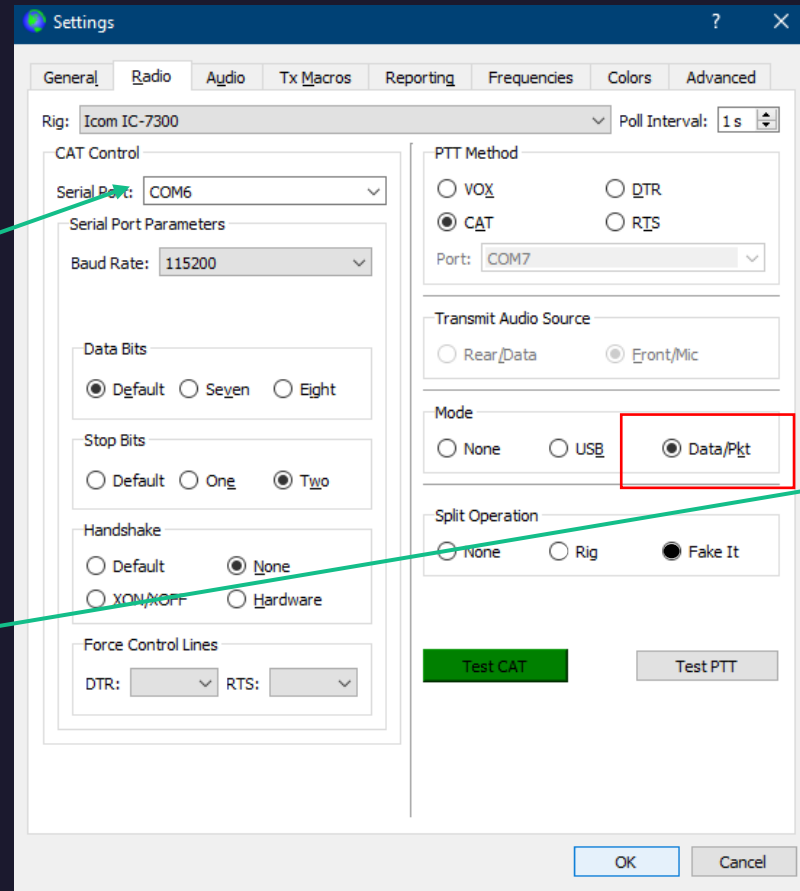 Settings ?
General Radio Audio Tx Macros Reporting Frequencies Colors Advanced
Rig: Icom IC-7300 Poll Interval: 1 s
CAT Control
Serial Port: COM6
Serial Port Parameters
Baud Rate: 115200
Data Bits
Default Seven Eight
Stop Bits
Default One Two
Handshake
Default None
XON/XOFF Hardware
Force Control Lines
DTR: RTS:
PTT Method
VOX DTR
CAT RTS
Port: COM7
Transmit Audio Source
Rear/Data Front/Mic
Mode
None USB Data/Pkt
Split Operation
None Rig Fake It
Test CAT Test PTT
OK Cancel